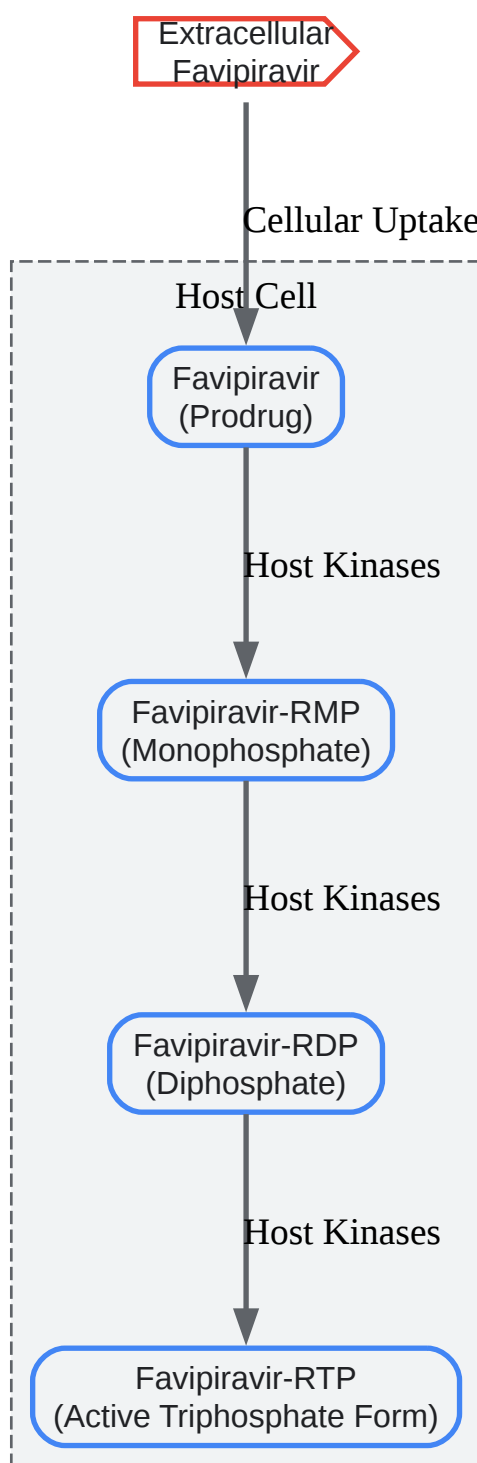 Extracellular
Favipiravir
Cellular Uptake
Host Cell
Favipiravir
(Prodrug)
Host Kinases
Favipiravir-RMP
(Monophosphate)
Host Kinases
Favipiravir-RDP
(Diphosphate)
Host Kinases
Favipiravir-RTP
(Active Triphosphate Form)